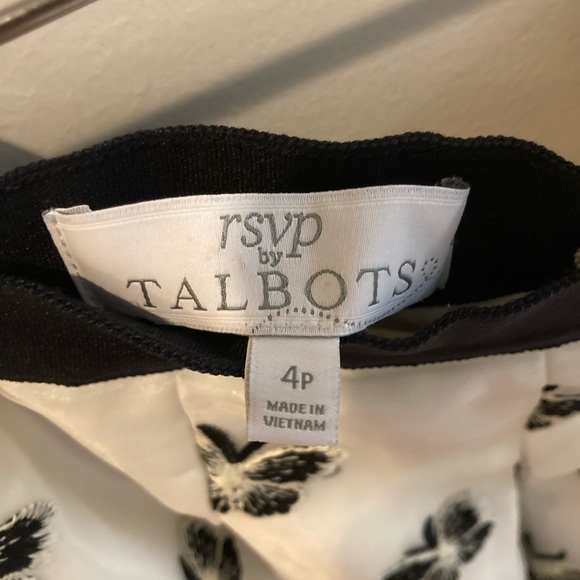 rsvp
by
TALBOTS
4P
MADE IN
VIETNAM